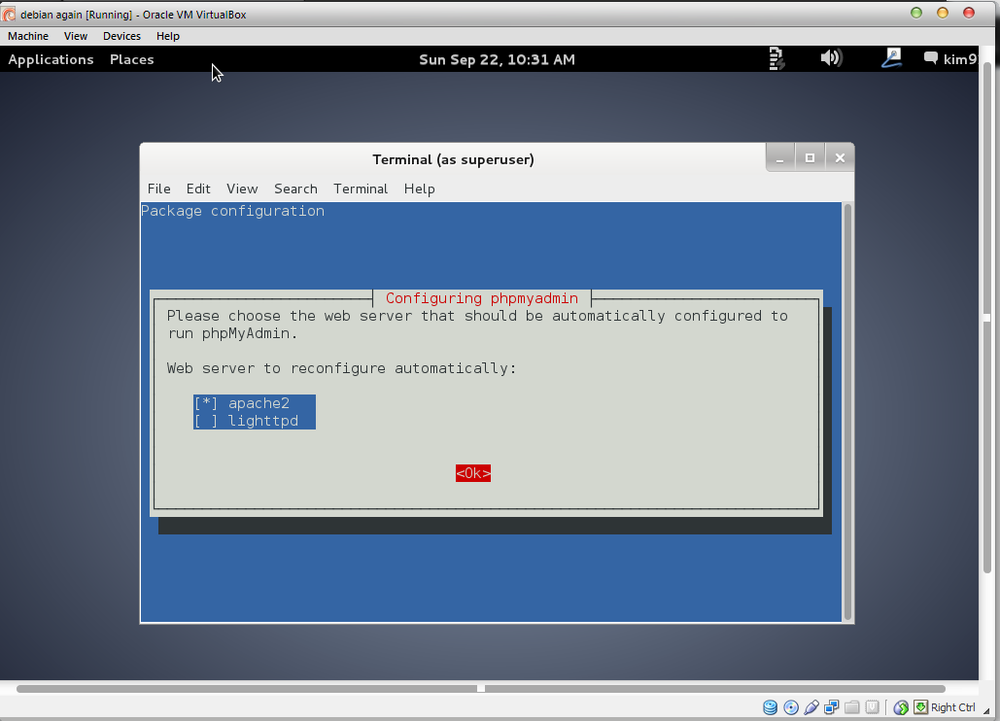 debian again [Running] - Oracle VM VirtualBox
Machine View Devices Help
Applications Places Sun Sep 22, 10:31 AM kim9
Terminal (as superuser)
File Edit View Search Terminal Help
Package configuration
Configuring phpmyadmin
Please choose the web server that should be automatically configured to
run phpMyAdmin.
Web server to reconfigure automatically:
[*] apache2
[ ] lighttpd
<Ok>
Right Ctrl